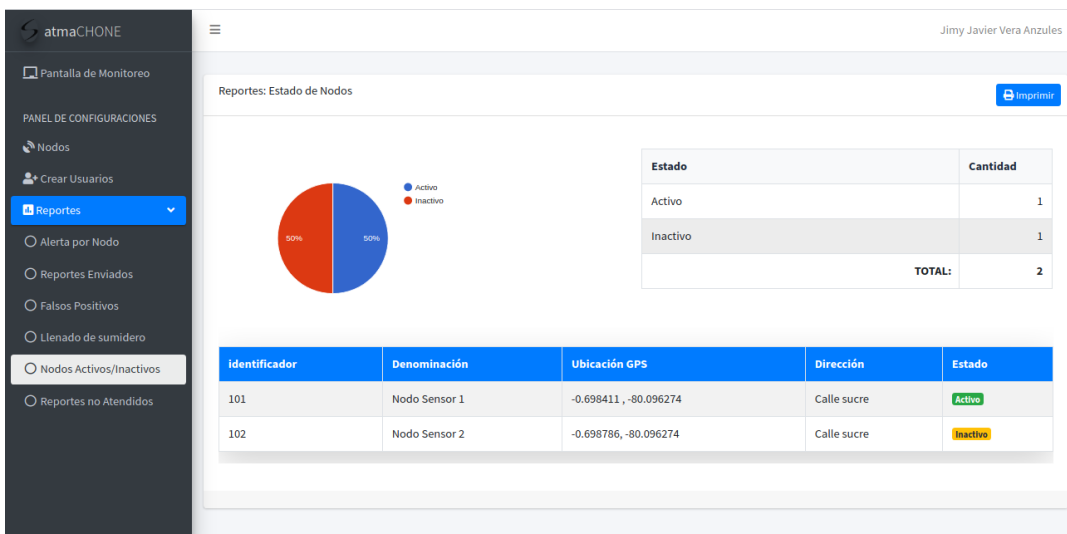 atmaCHONE
Jimy Javier Vera Anzules
Pantalla de Monitoreo
PANEL DE CONFIGURACIONES
Nodos
Crear Usuarios
Reportes
Alerta por Nodo
Reportes Enviados
Falsos Positivos
Llenado de sumidero
Nodos Activos/Inactivos
Reportes no Atendidos
Reportes: Estado de Nodos
Imprimir
50% 50%
Activo
Inactivo
Estado Cantidad
Activo 1
Inactivo 1
TOTAL: 2
identificador Denominación Ubicación GPS Dirección Estado
101 Nodo Sensor 1 -0.698411 , -80.096274 Calle sucre Activo
102 Nodo Sensor 2 -0.698786, -80.096274 Calle sucre Inactivo